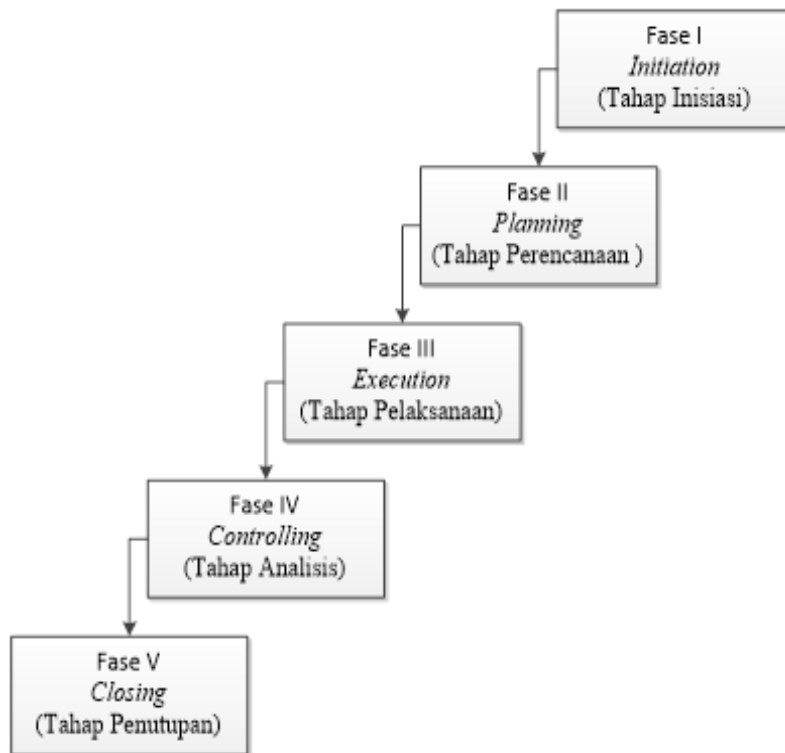 Fase I
Initiation
(Tahap Inisiasi)
Fase II
Planning
(Tahap Perencanaan )
Fase III
Execution
(Tahap Pelaksanaan)
Fase IV
Controlling
(Tahap Analisis)
Fase V
Closing
(Tahap Penutupan)